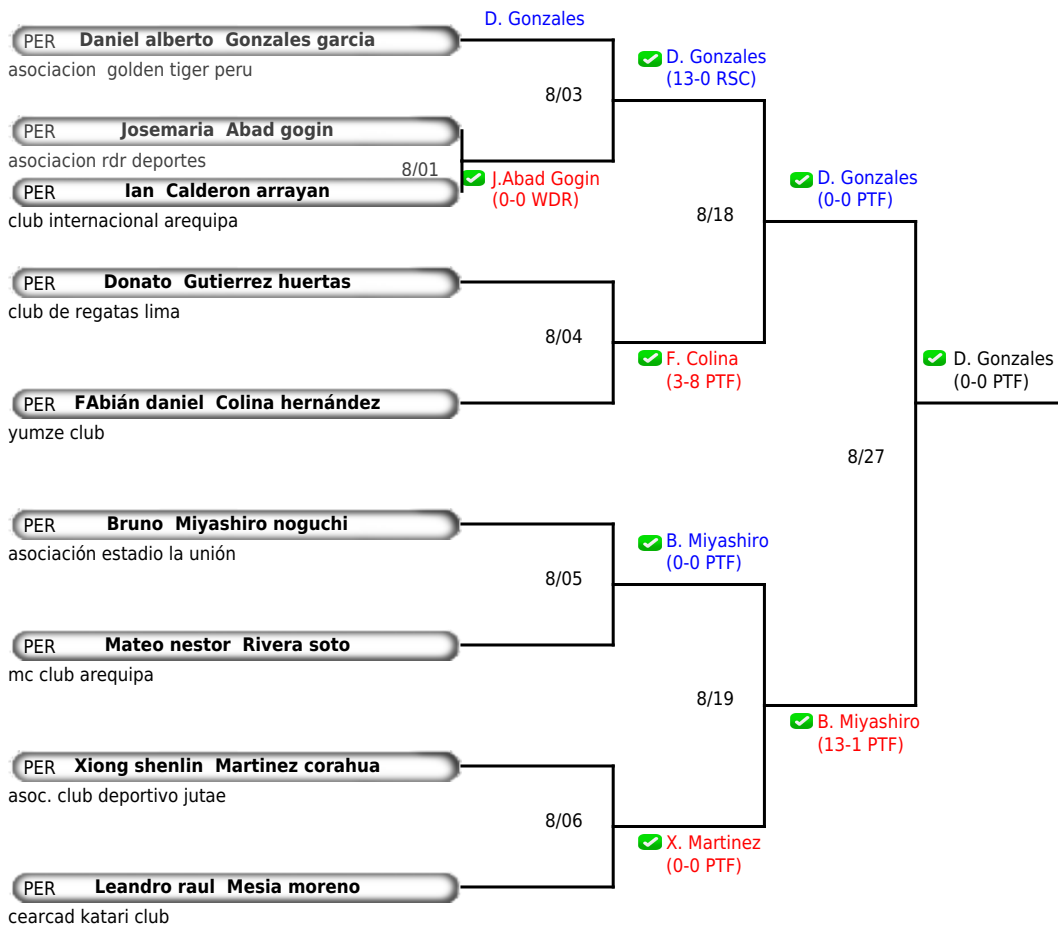 D. Gonzales
PER Daniel alberto Gonzales garcia
asociacion golden tiger peru
D. Gonzales
(13-0 RSC)
8/03
PER Josemaria Abad gogin
asociacion rdr deportes
8/01
J.Abad Gogin
(0-0 WDR)
PER Ian Calderon arrayan
club internacional arequipa
D. Gonzales
(0-0 PTF)
8/18
PER Donato Gutierrez huertas
club de regatas lima
8/04
F. Colina
(3-8 PTF)
D. Gonzales
(0-0 PTF)
PER FAbián daniel Colina hernández
yumze club
8/27
PER Bruno Miyashiro noguchi
asociación estadio la unión
B. Miyashiro
(0-0 PTF)
8/05
PER Mateo nestor Rivera soto
mc club arequipa
8/19
B. Miyashiro
(13-1 PTF)
PER Xiong shenlin Martinez corahua
asoc. club deportivo jutae
8/06
X. Martinez
(0-0 PTF)
PER Leandro raul Mesia moreno
cearcad katari club